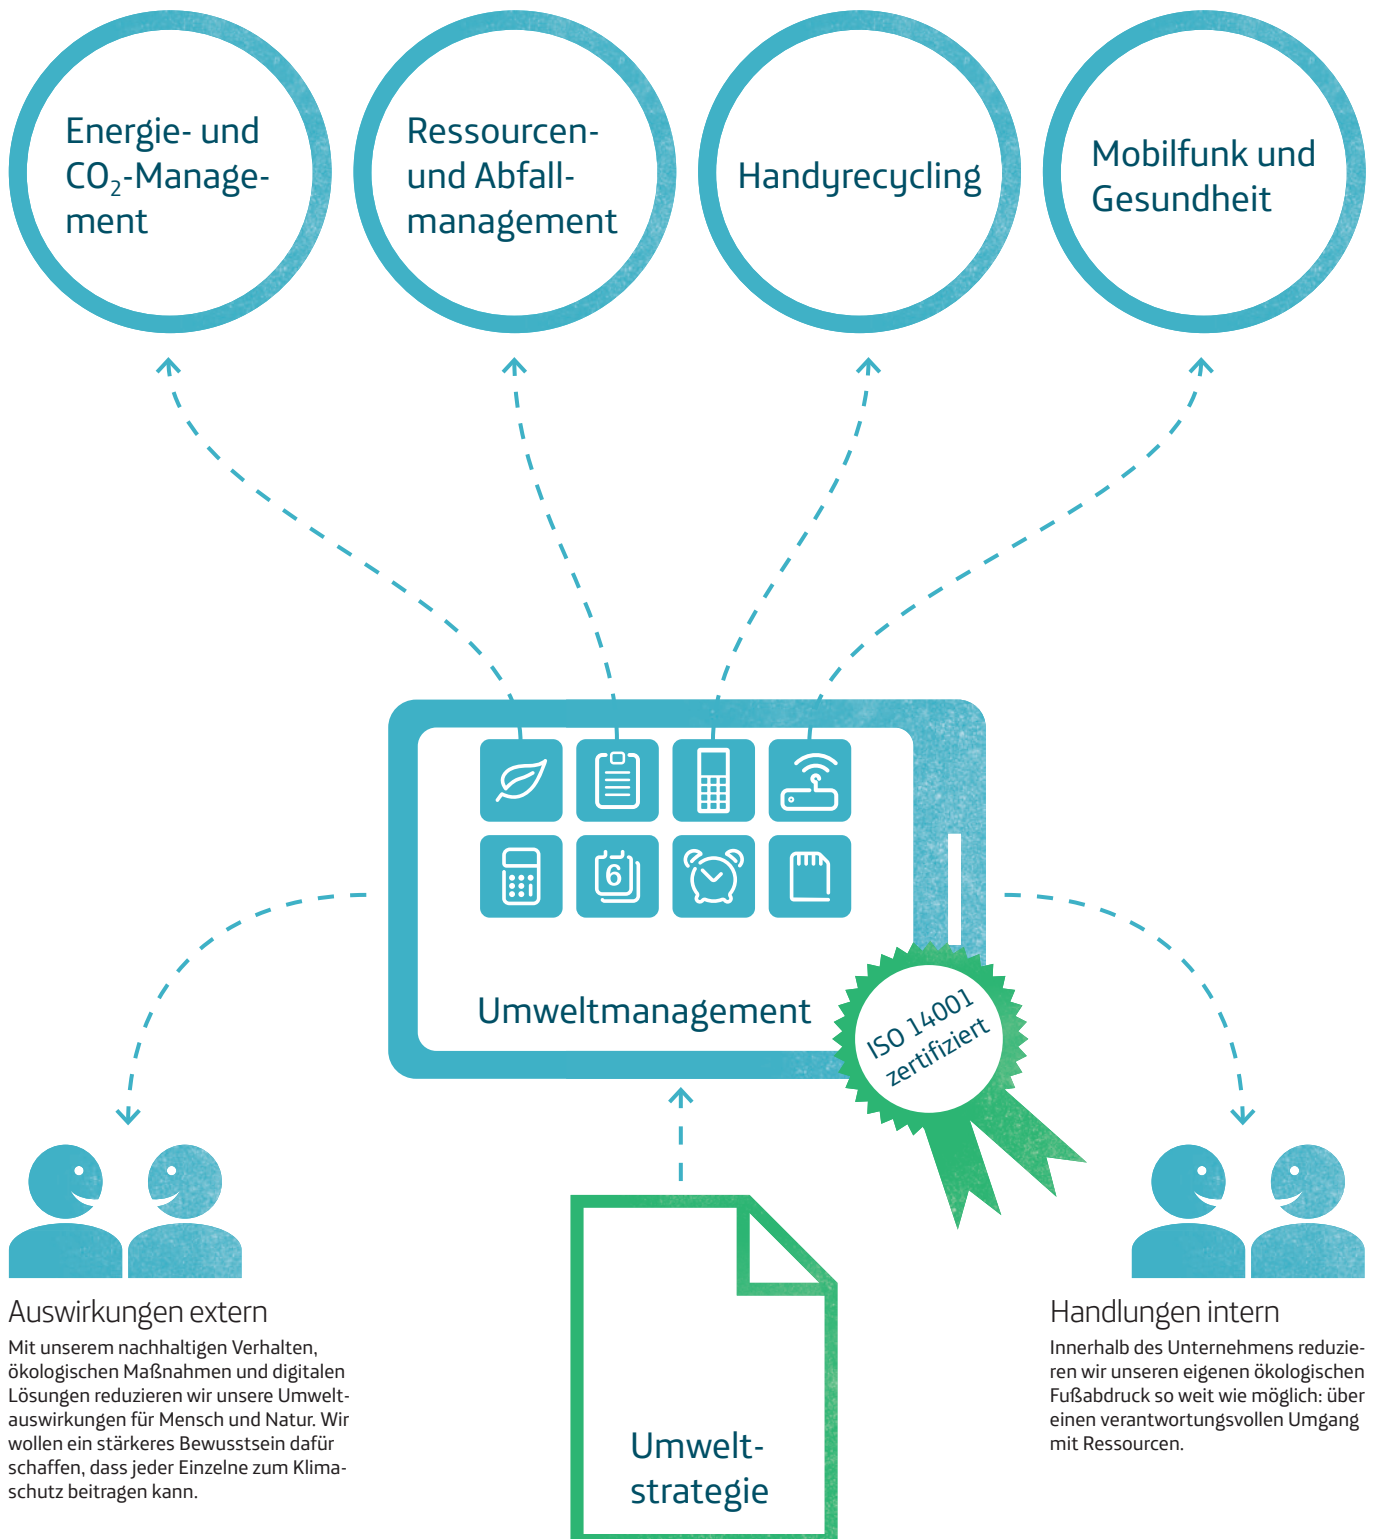 Energie- und
CO₂-Manage-
ment
Ressourcen-
und Abfall-
management
Handyrecycling
Mobilfunk und
Gesundheit
6
Umweltmanagement
ISO 14001
zertifiziert
Auswirkungen extern
Mit unserem nachhaltigen Verhalten,
ökologischen Maßnahmen und digitalen
Lösungen reduzieren wir unsere Umwelt-
auswirkungen für Mensch und Natur. Wir
wollen ein stärkeres Bewusstsein dafür
schaffen, dass jeder Einzelne zum Klima-
schutz beitragen kann.
Handlungen intern
Innerhalb des Unternehmens reduzie-
ren wir unseren eigenen ökologischen
Fußabdruck so weit wie möglich: über
einen verantwortungsvollen Umgang
mit Ressourcen.
Umwelt-
strategie